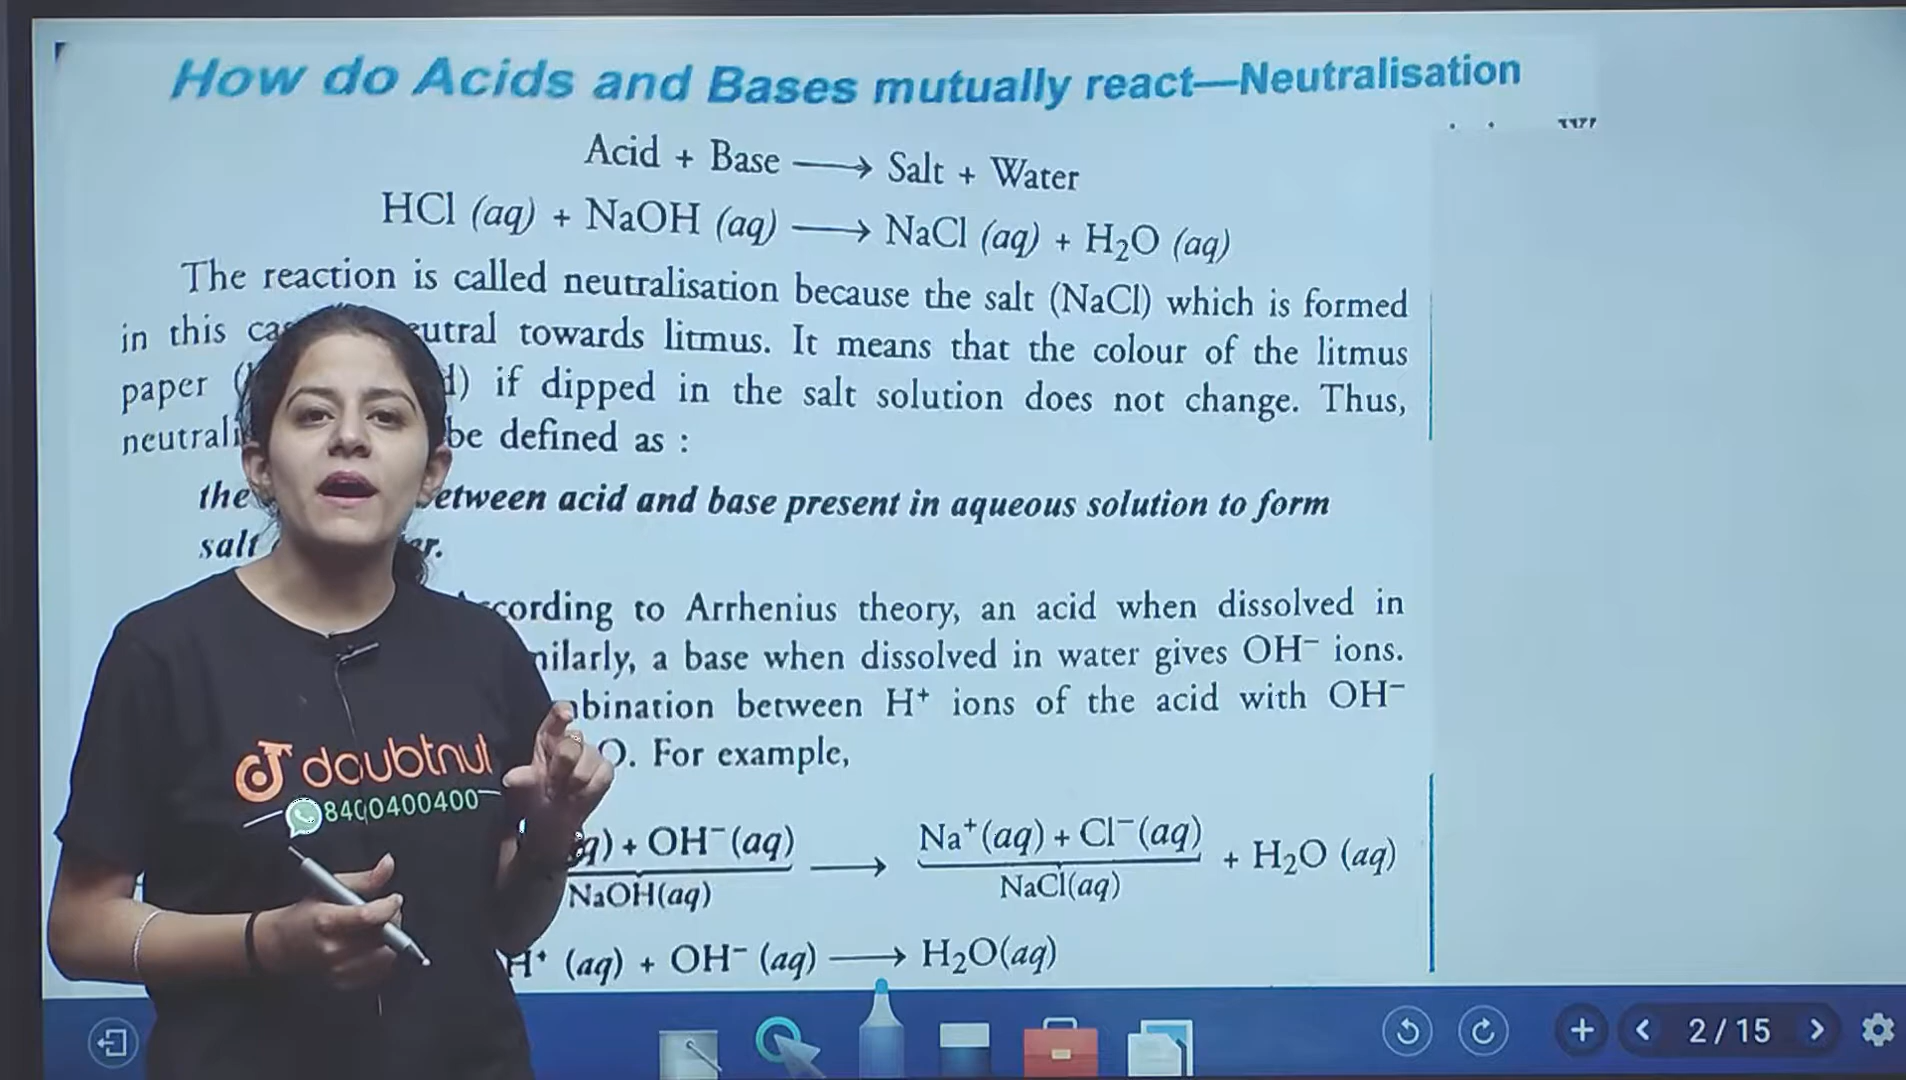 How do Acids and Bases mutually react—Neutralisation
Acid + Base ⟶ Salt + Water
HCl (aq) + NaOH (aq) ⟶ NaCl (aq) + H₂O (aq)
The reaction is called neutralisation because the salt (NaCl) which is formed
in this utral towards litmus. It means that the colour of the litmus
paper ( d) if dipped in the salt solution does not change. Thus,
neutrali be defined as :
the etween acid and base present in aqueous solution to form
salt er.
cording to Arrhenius theory, an acid when dissolved in
milarly, a base when dissolved in water gives OH⁻ ions.
mbination between H⁺ ions of the acid with OH⁻
O. For example,
q) + OH⁻ (aq) ⟶ Na⁺(aq) + Cl⁻(aq) + H₂O (aq)
NaOH(aq) NaCl(aq)
H⁺ (aq) + OH⁻ (aq) ⟶ H₂O(aq)
doubtnut
8400400400
2/15